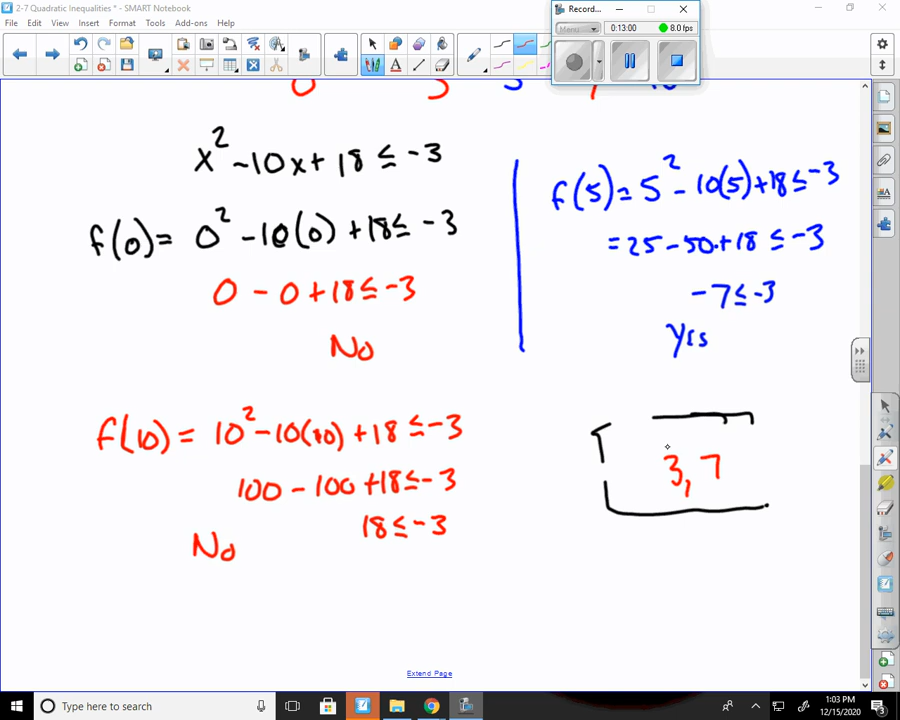 2-7 Quadratic Inequalities * - SMART Notebook
File Edit View Insert Format Tools Add-ons Help
Record...
Menu
0:13:00
8.0 fps
x² - 10x + 18 ≤ -3
f(0) = 0² - 10(0) + 18 ≤ -3
0 - 0 + 18 ≤ -3
No
f(5) = 5² - 10(5) + 18 ≤ -3
= 25 - 50 + 18 ≤ -3
-7 ≤ -3
Yes
f(10) = 10² - 10(10) + 18 ≤ -3
100 - 100 + 18 ≤ -3
18 ≤ -3
No
3, 7
Extend Page
Type here to search
1:03 PM
12/15/2020
3